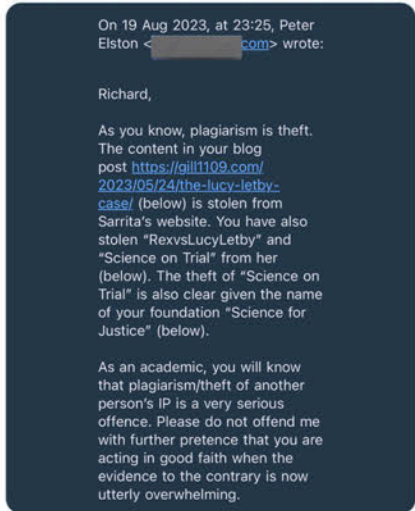 On 19 Aug 2023, at 23:25, Peter
Elston < com> wrote:
Richard,
As you know, plagiarism is theft.
The content in your blog
post https://gill1109.com/
2023/05/24/the-lucy-letby-
case/ (below) is stolen from
Sarrita's website. You have also
stolen “RexvsLucyLetby” and
“Science on Trial” from her
(below). The theft of “Science on
Trial” is also clear given the name
of your foundation “Science for
Justice” (below).
As an academic, you will know
that plagiarism/theft of another
person's IP is a very serious
offence. Please do not offend me
with further pretence that you are
acting in good faith when the
evidence to the contrary is now
utterly overwhelming.